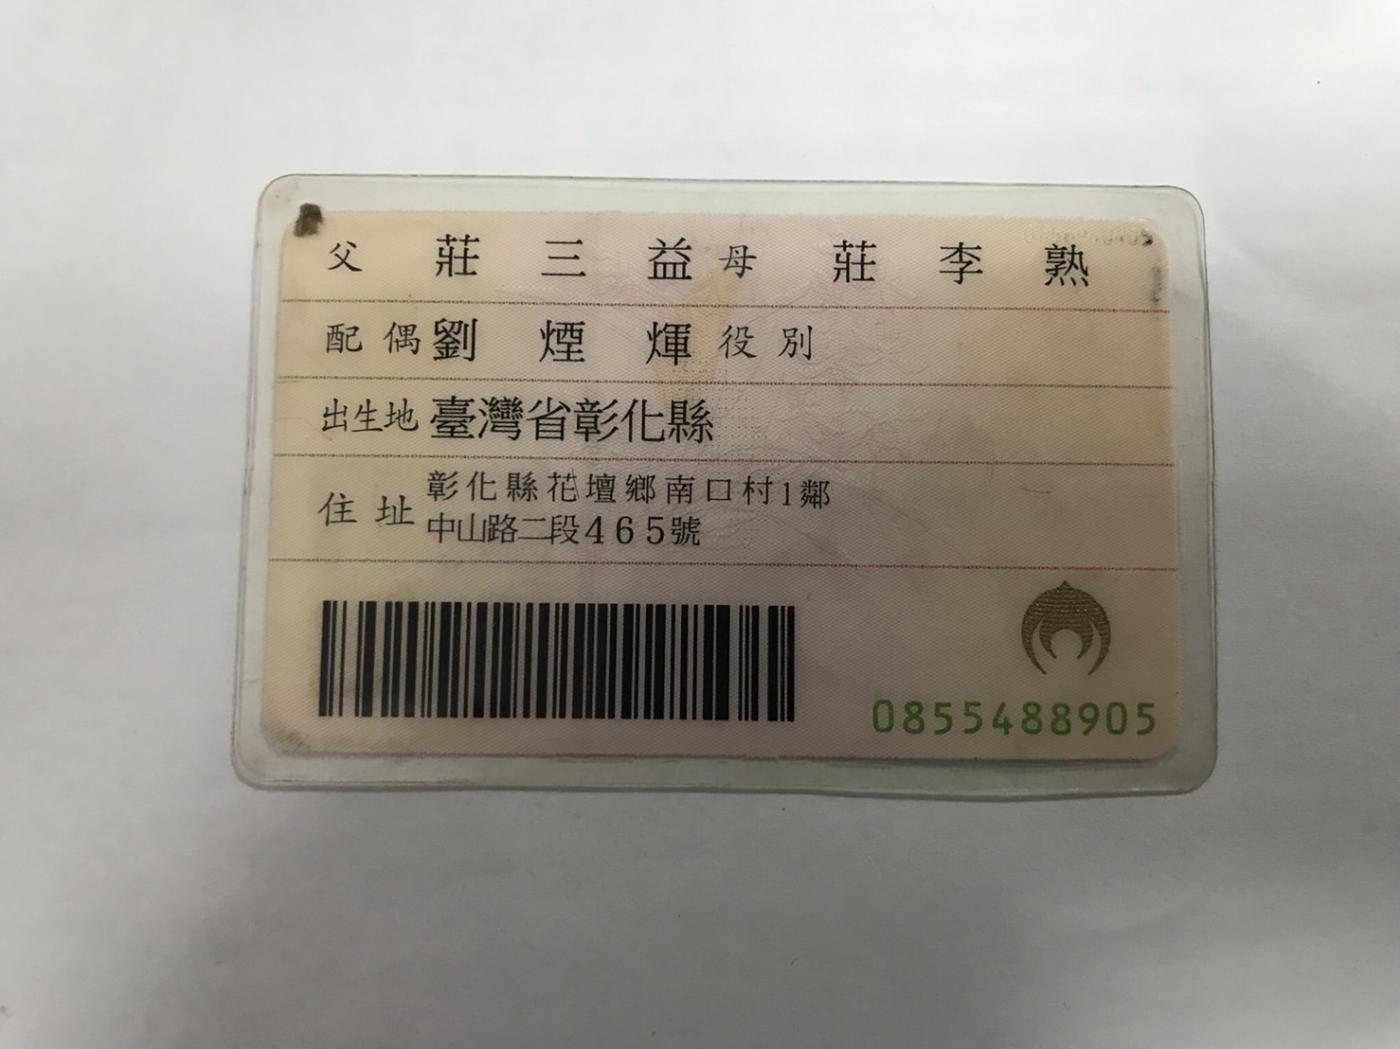 父 莊 三 益 母 莊 李 熟
配偶 劉 煙 煇 役別
出生地 臺灣省彰化縣
住址 彰化縣花壇鄉南口村1鄰
中山路二段465號
0855488905